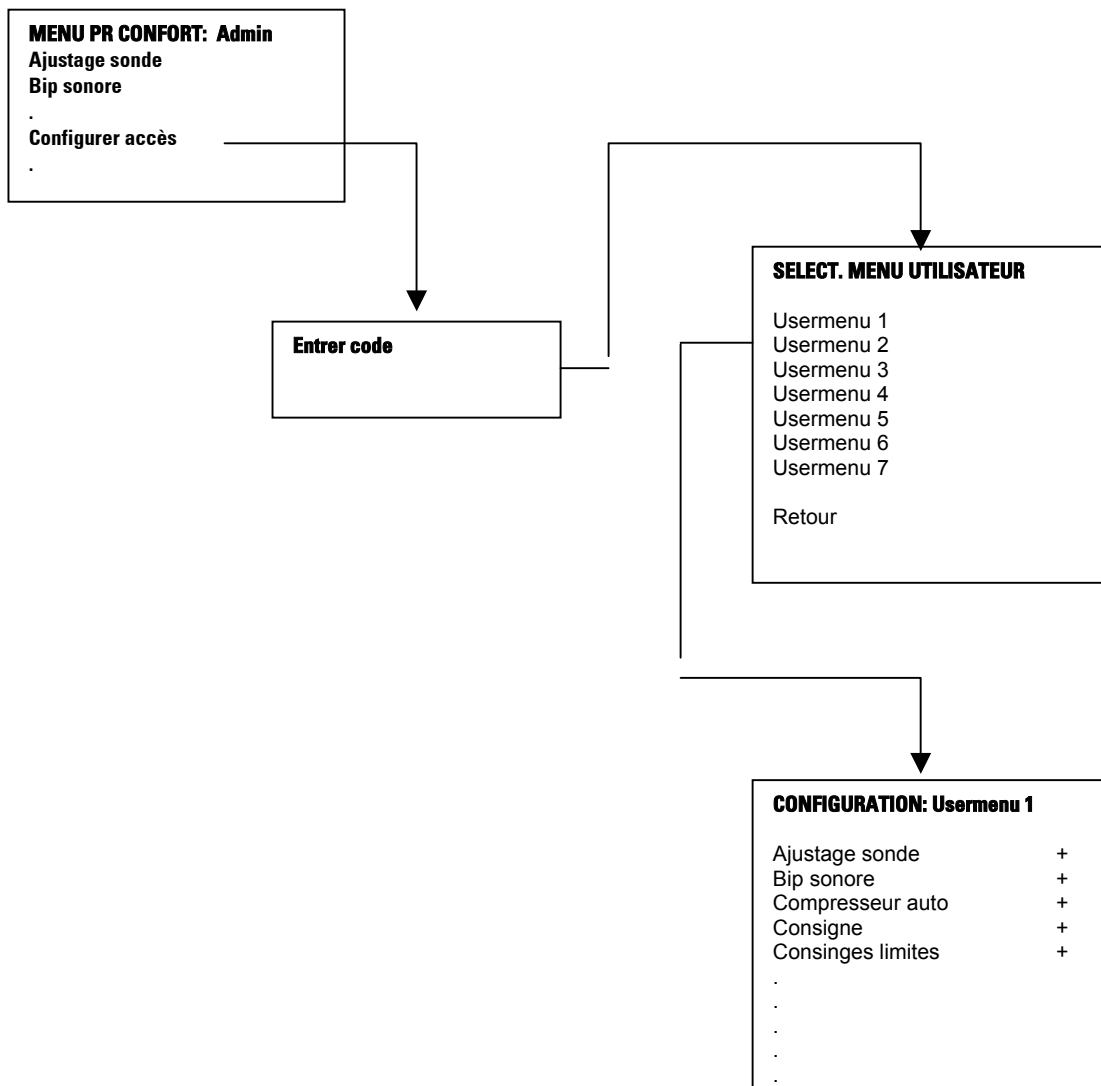 MENU PR CONFORT: Admin
Ajustage sonde
Bip sonore
.
Configurer accès
.
Entrer code
SELECT. MENU UTILISATEUR
Usermenu 1
Usermenu 2
Usermenu 3
Usermenu 4
Usermenu 5
Usermenu 6
Usermenu 7
Retour
CONFIGURATION: Usermenu 1
Ajustage sonde +
Bip sonore +
Compresseur auto +
Consigne +
Consinges limites +
.
.
.
.
.